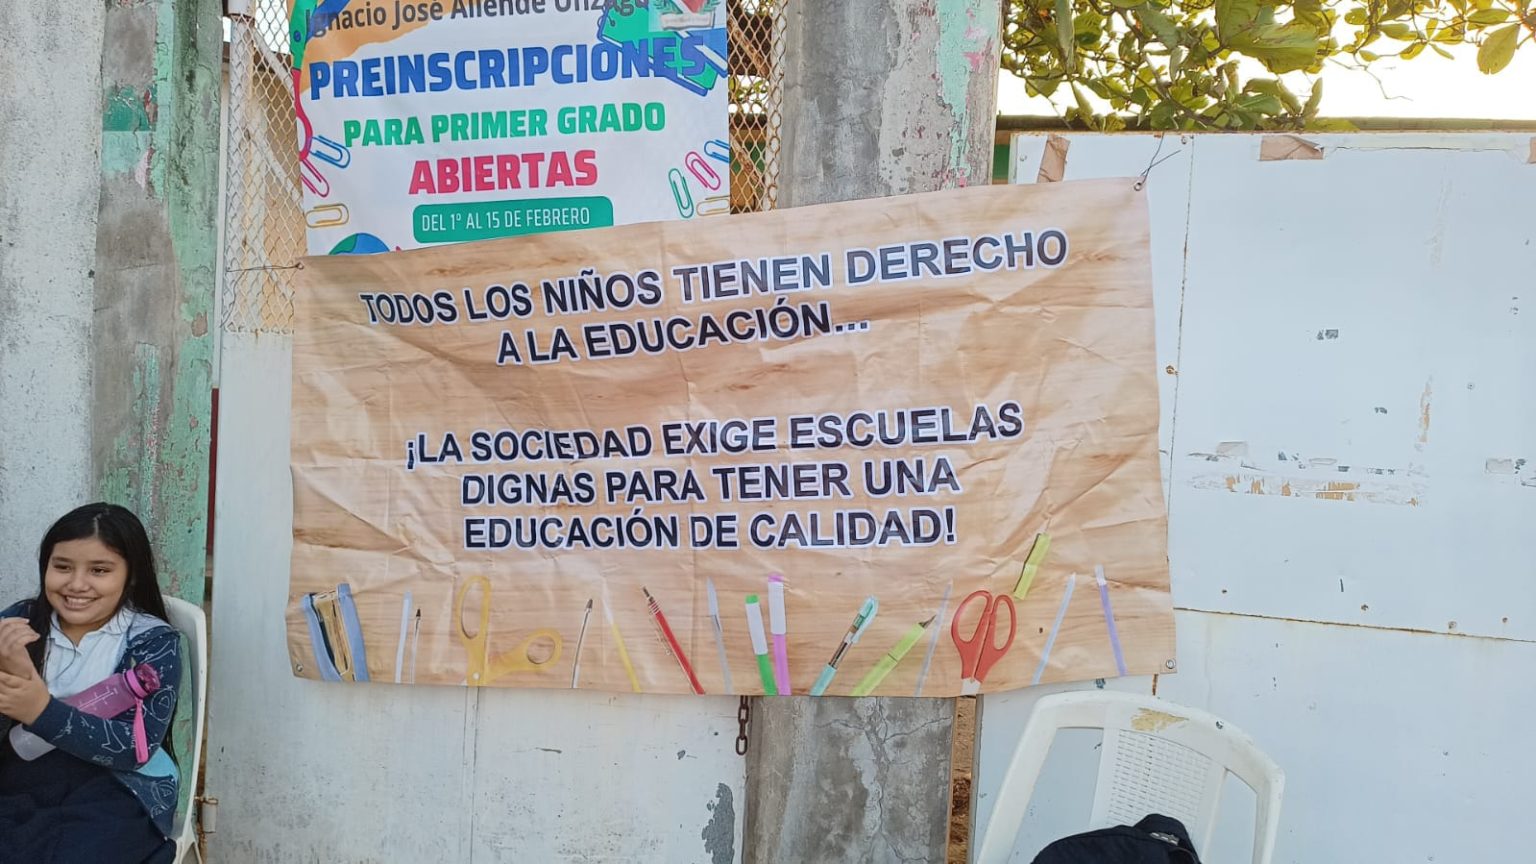 Ignacio José Allende Unzaga
PREINSCRIPCIONES
PARA PRIMER GRADO
ABIERTAS
DEL 1° AL 15 DE FEBRERO
TODOS LOS NIÑOS TIENEN DERECHO
A LA EDUCACIÓN...
¡LA SOCIEDAD EXIGE ESCUELAS
DIGNAS PARA TENER UNA
EDUCACIÓN DE CALIDAD!